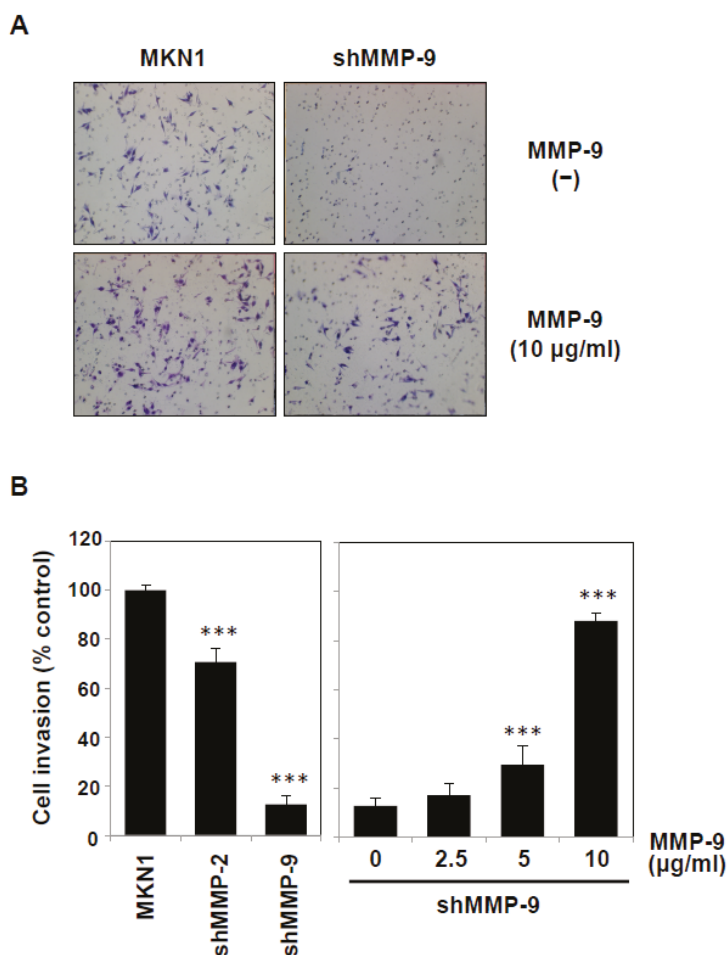 A
MKN1 shMMP-9
MMP-9
(−)
MMP-9
(10 µg/ml)
B
Cell invasion (% control)
120
100
80
60
40
20
0
***
***
***
***
MKN1
shMMP-2
shMMP-9
0 2.5 5 10
MMP-9
(µg/ml)
shMMP-9